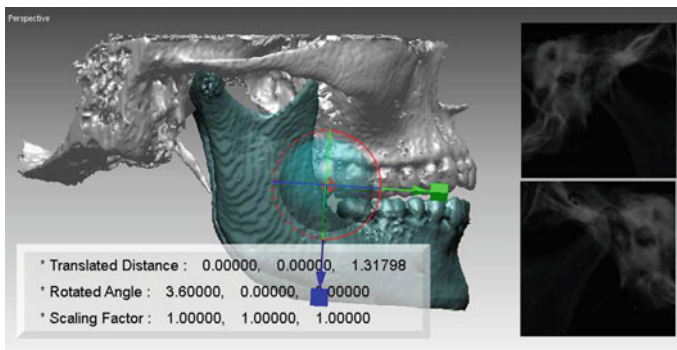 Perspective
* Translated Distance : 0.00000, 0.00000, 1.31798
* Rotated Angle : 3.60000, 0.00000, .00000
* Scaling Factor : 1.00000, 1.00000, 1.00000